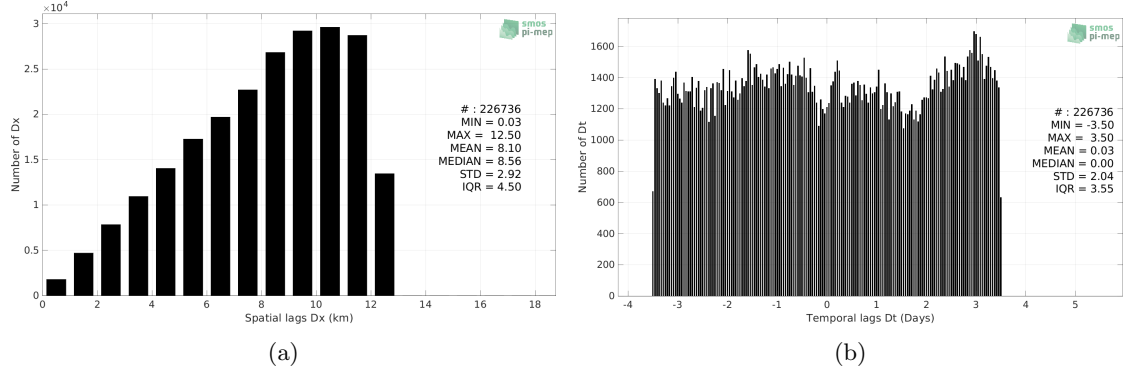 ×10⁴
3
2.5
2
1.5
1
0.5
0
Number of Dx
0 2 4 6 8 10 12 14 16 18
Spatial lags Dx (km)
smos
pi-mep
# : 226736
MIN = 0.03
MAX = 12.50
MEAN = 8.10
MEDIAN = 8.56
STD = 2.92
IQR = 4.50
(a)
1600
1400
1200
1000
800
600
400
200
0
Number of Dt
-4 -3 -2 -1 0 1 2 3 4 5
Temporal lags Dt (Days)
smos
pi-mep
# : 226736
MIN = -3.50
MAX = 3.50
MEAN = 0.03
MEDIAN = 0.00
STD = 2.04
IQR = 3.55
(b)